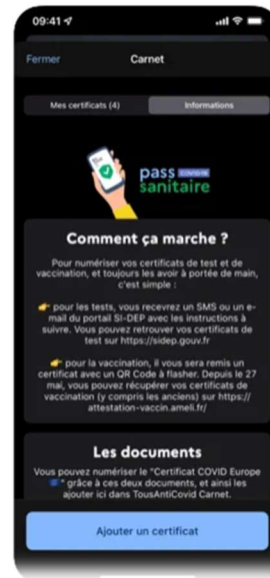 09:41
Fermer
Carnet
Mes certificats (4)
Informations
pass COVID-19
sanitaire
Comment ça marche ?
Pour numériser vos certificats de test et de
vaccination, et toujours les avoir à portée de main,
c'est simple :
👉 pour les tests, vous recevrez un SMS ou un e-
mail du portail SI-DEP avec les instructions à
suivre. Vous pouvez retrouver vos certificats de
test sur https://sidep.gouv.fr
👉 pour la vaccination, il vous sera remis un
certificat avec un QR Code à flasher. Depuis le 27
mai, vous pouvez récupérer vos certificats de
vaccination (y compris les anciens) sur https://
attestation-vaccin.ameli.fr/
Les documents
Vous pouvez numériser le "Certificat COVID Europe
🇪🇺" grâce à ces deux documents, et ainsi les
ajouter ici dans TousAntiCovid Carnet.
Ajouter un certificat